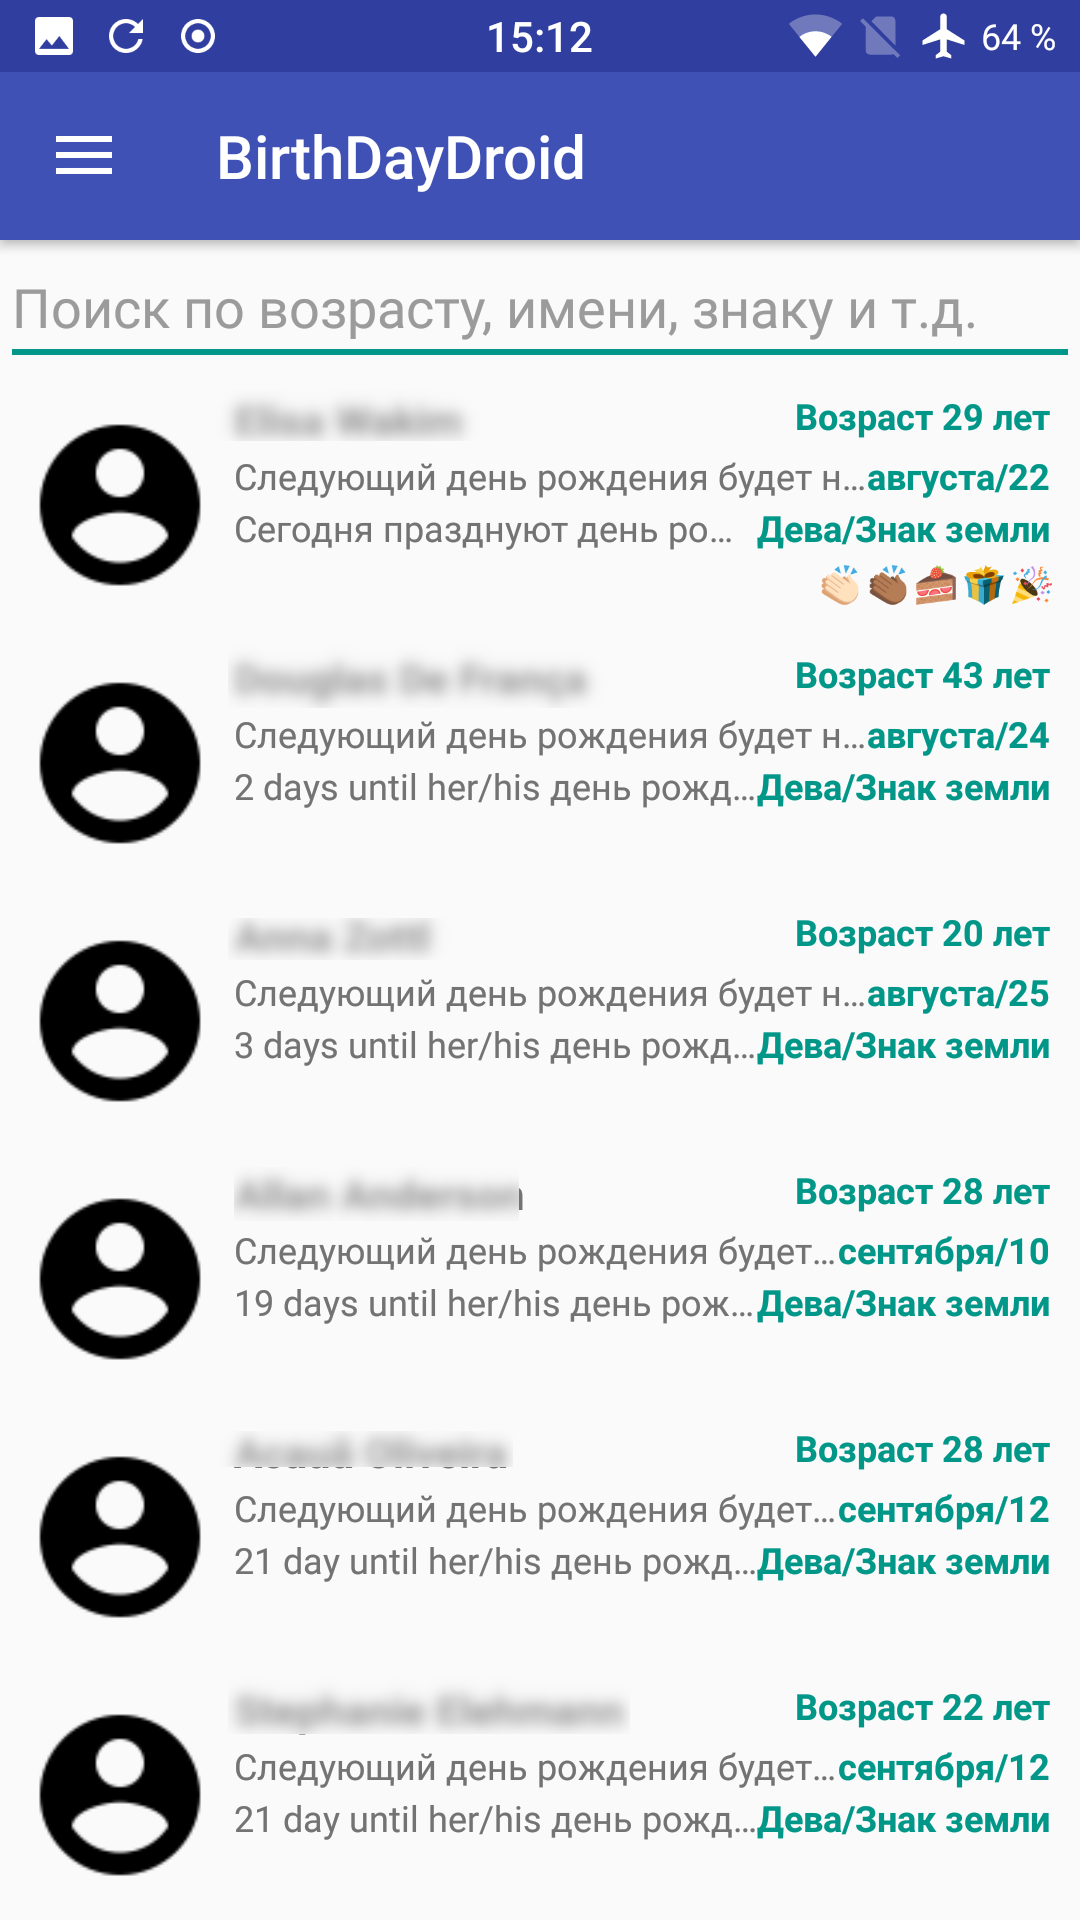 15:12
64 %
BirthDayDroid
Поиск по возрасту, имени, знаку и т.д.
Возраст 29 лет
Следующий день рождения будет н…августа/22
Сегодня празднуют день ро… Дева/Знак земли
Возраст 43 лет
Следующий день рождения будет н…августа/24
2 days until her/his день рожд…Дева/Знак земли
Возраст 20 лет
Следующий день рождения будет н…августа/25
3 days until her/his день рожд…Дева/Знак земли
Возраст 28 лет
Следующий день рождения будет…сентября/10
19 days until her/his день рож…Дева/Знак земли
Возраст 28 лет
Следующий день рождения будет…сентября/12
21 day until her/his день рожд…Дева/Знак земли
Возраст 22 лет
Следующий день рождения будет…сентября/12
21 day until her/his день рожд…Дева/Знак земли